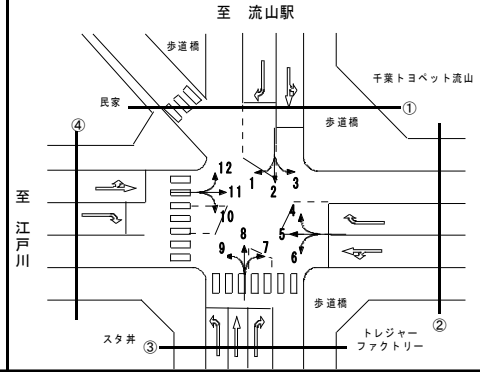 至 流山駅
歩道橋
千葉トヨペット流山
民家
①
歩道橋
④
12
1
2
3
11
至 江戸川
10
4
8
5
9
7
6
②
歩道橋
スタ丼
③
トレジャー
ファクトリー